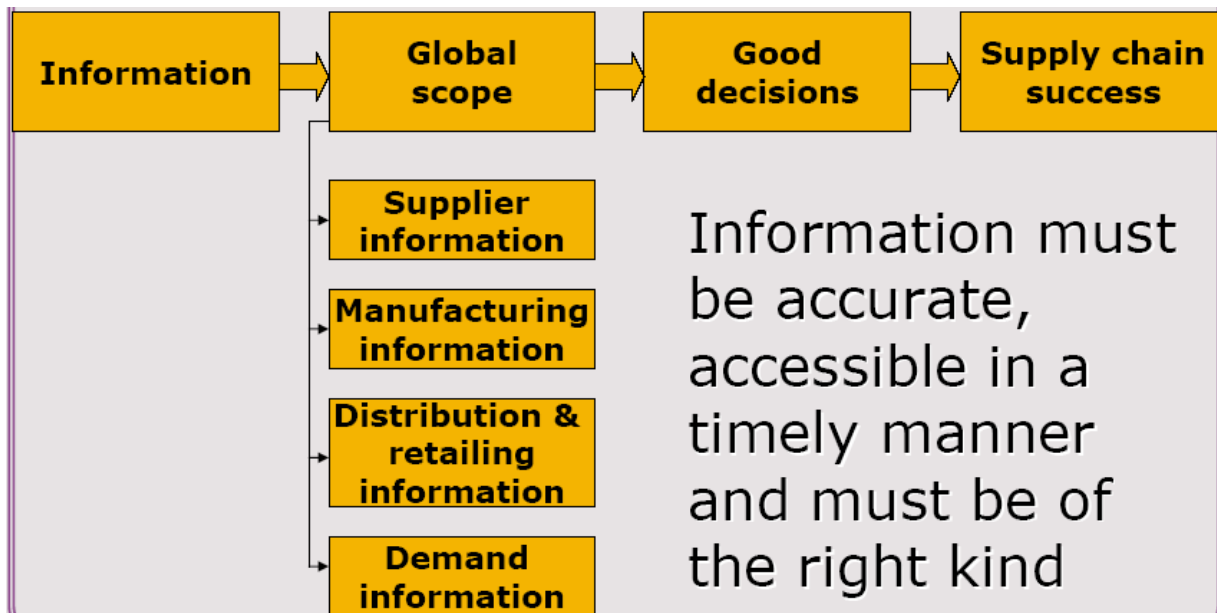 Information
Global
scope
Good
decisions
Supply chain
success
Supplier
information
Manufacturing
information
Distribution &
retailing
information
Demand
information
Information must
be accurate,
accessible in a
timely manner
and must be of
the right kind